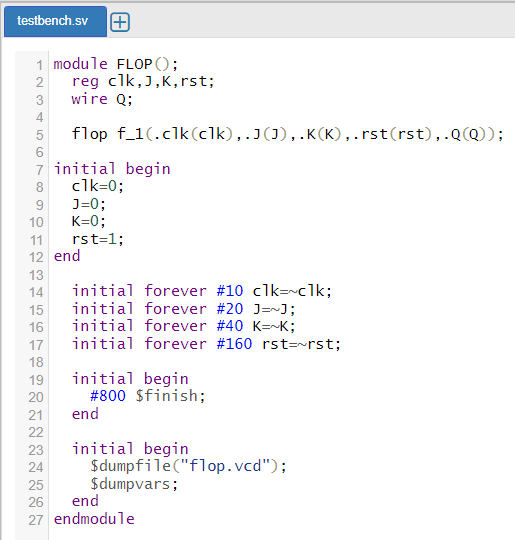 testbench.sv
1 module FLOP();
2   reg clk,J,K,rst;
3   wire Q;
4
5   flop f_1(.clk(clk),.J(J),.K(K),.rst(rst),.Q(Q));
6
7 initial begin
8   clk=0;
9   J=0;
10   K=0;
11   rst=1;
12 end
13
14   initial forever #10 clk=~clk;
15   initial forever #20 J=~J;
16   initial forever #40 K=~K;
17   initial forever #160 rst=~rst;
18
19   initial begin
20     #800 $finish;
21   end
22
23   initial begin
24     $dumpfile("flop.vcd");
25     $dumpvars;
26   end
27 endmodule